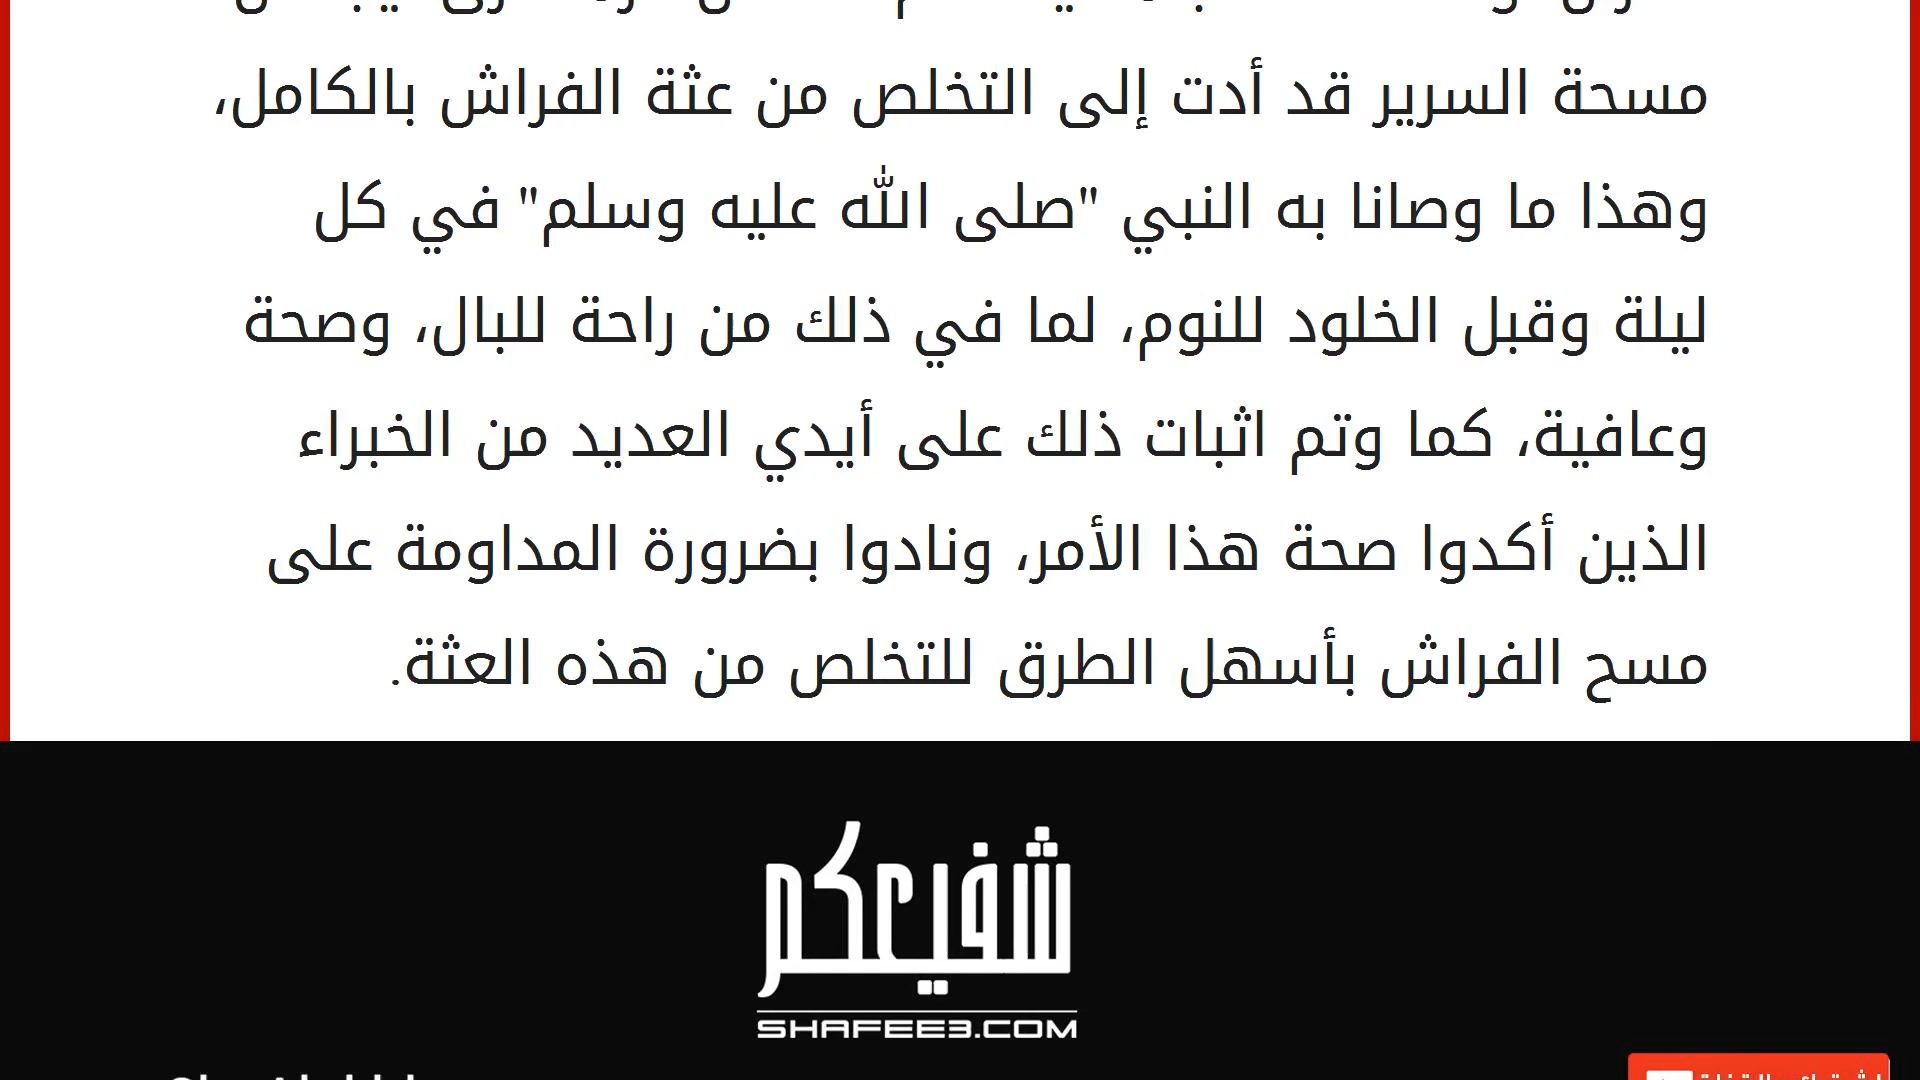 مسحة السرير قد أدت إلى التخلص من عثة الفراش بالكامل،
وهذا ما وصانا به النبي "صلى الله عليه وسلم" في كل
ليلة وقبل الخلود للنوم، لما في ذلك من راحة للبال، وصحة
وعافية، كما وتم اثبات ذلك على أيدي العديد من الخبراء
الذين أكدوا صحة هذا الأمر، ونادوا بضرورة المداومة على
مسح الفراش بأسهل الطرق للتخلص من هذه العثة.
شفيعكم
SHAFEE3.COM